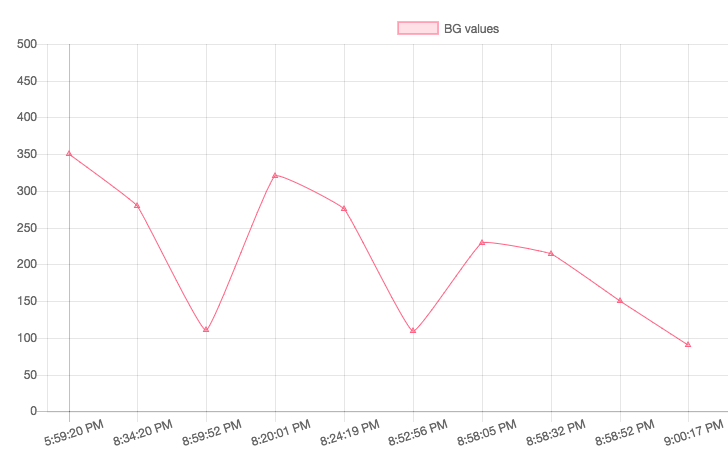 BG values
500
450
400
350
300
250
200
150
100
50
0
5:59:20 PM
8:34:20 PM
8:59:52 PM
8:20:01 PM
8:24:19 PM
8:52:56 PM
8:58:05 PM
8:58:32 PM
8:58:52 PM
9:00:17 PM